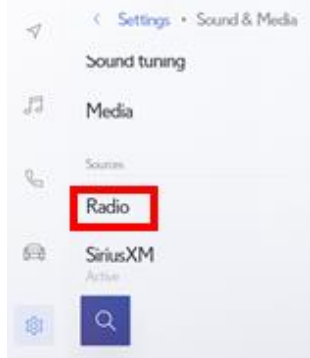 Settings • Sound & Media
Sound tuning
Media
Sources
Radio
SiriusXM
Active